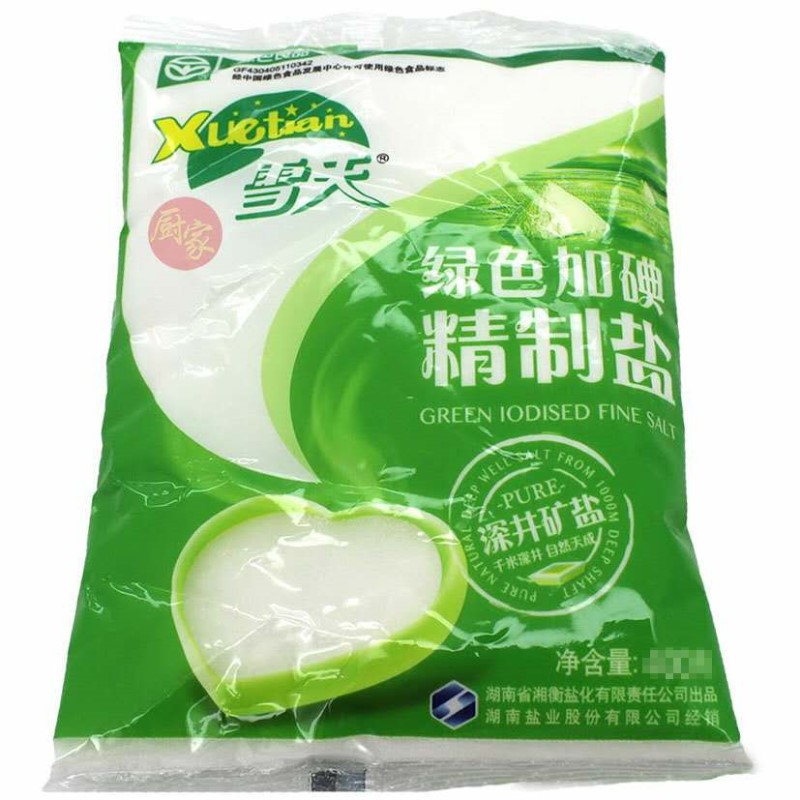 绿色食品
GF430405110342
经中国绿色食品发展中心许可使用绿色食品标志
Xuetian
雪天®
厨家
绿色加碘
精制盐
GREEN IODISED FINE SALT
PURE NATURAL DEEP WELL SALT FROM 1000M DEEP SHAFT
-PURE-
深井矿盐
千米深井 自然天成
净含量:
湖南省湘衡盐化有限责任公司出品
湖南盐业股份有限公司经销